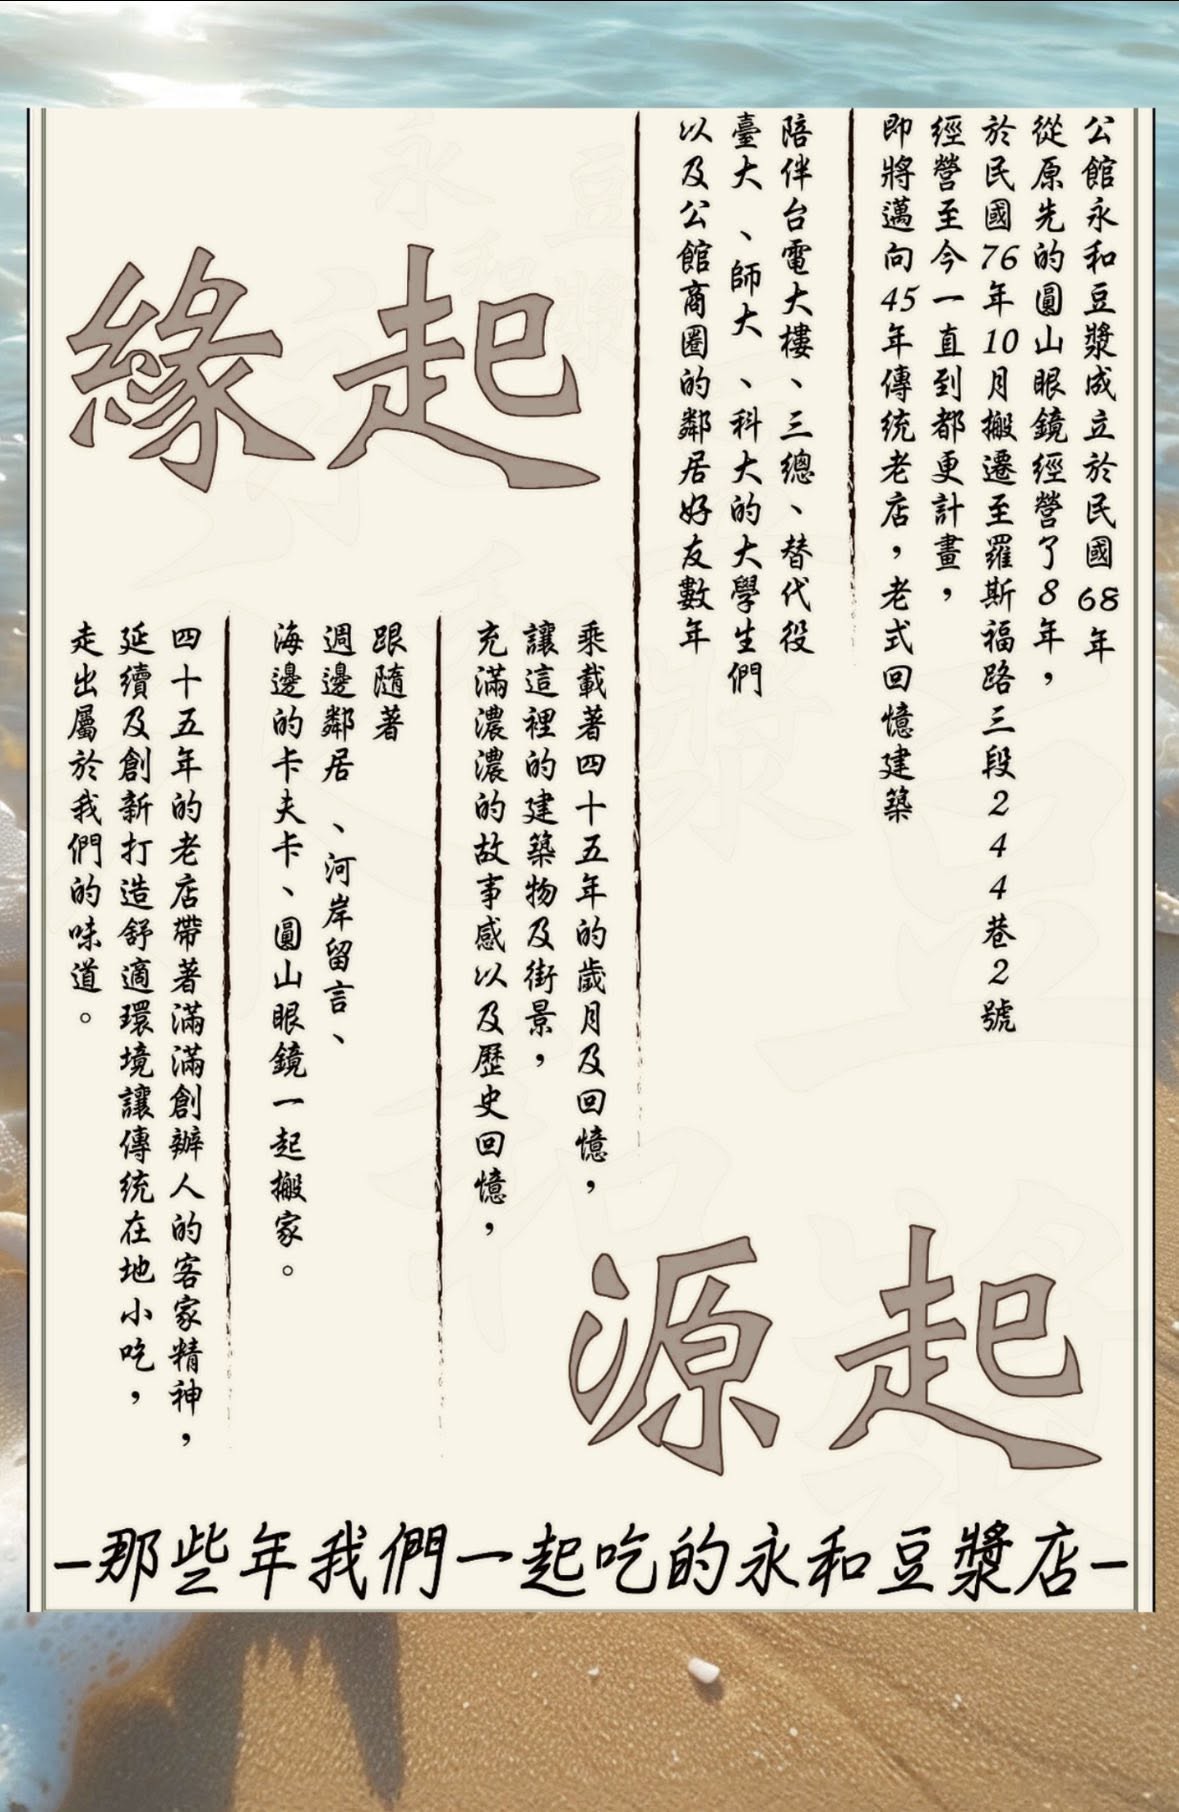 公館永和豆漿成立於民國68年
從原先的圓山眼鏡經營了8年，
於民國76年10月搬遷至羅斯福路三段244巷2號
經營至今一直到都更計畫，
即將邁向45年傳統老店，老式回憶建築
陪伴台電大樓、三總、替代役
臺大、師大、科大的大學生們
以及公館商圈的鄰居好友數年
源起
緣起
乘載著四十五年的歲月及回憶，
讓這裡的建築物及街景，
充滿濃濃的故事感以及歷史回憶，
跟隨著
週邊鄰居、河岸留言、
海邊的卡夫卡、圓山眼鏡一起搬家。
四十五年的老店帶著滿滿創辦人的客家精神，
延續及創新打造舒適環境讓傳統在地小吃，
走出屬於我們的味道。
–那些年我們一起吃的永和豆漿店–